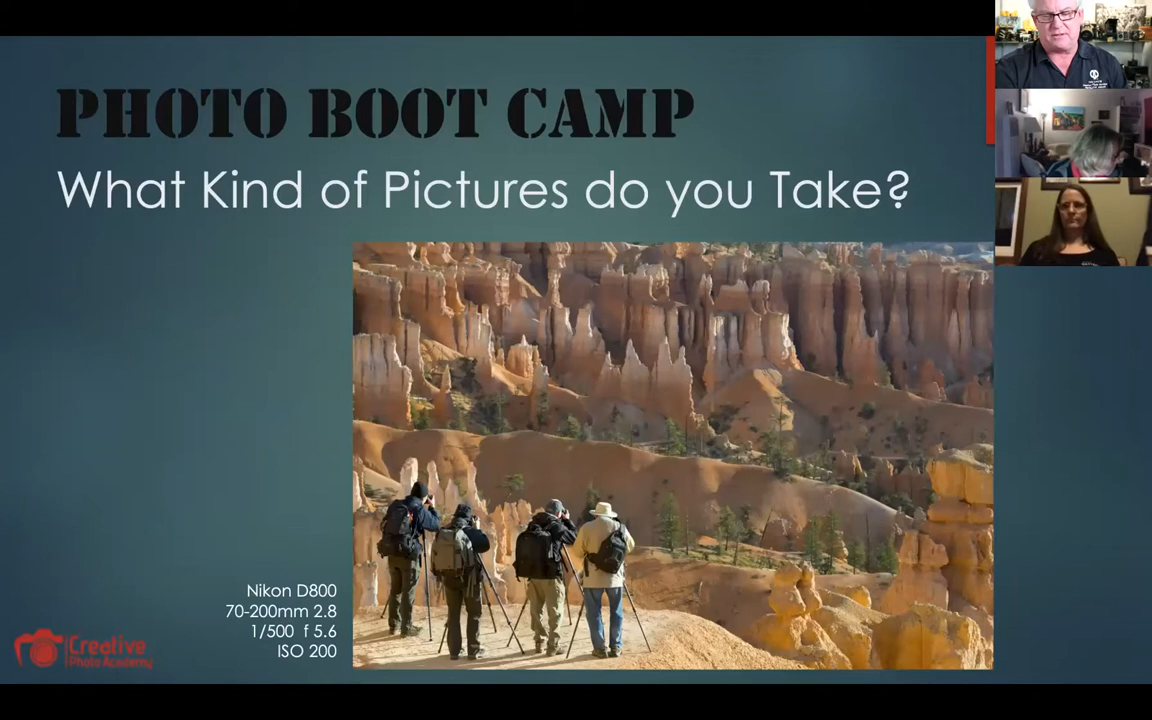 PHOTO BOOT CAMP
What Kind of Pictures do you Take?
Nikon D800
70-200mm 2.8
1/500 f 5.6
ISO 200
Creative
Photo Academy